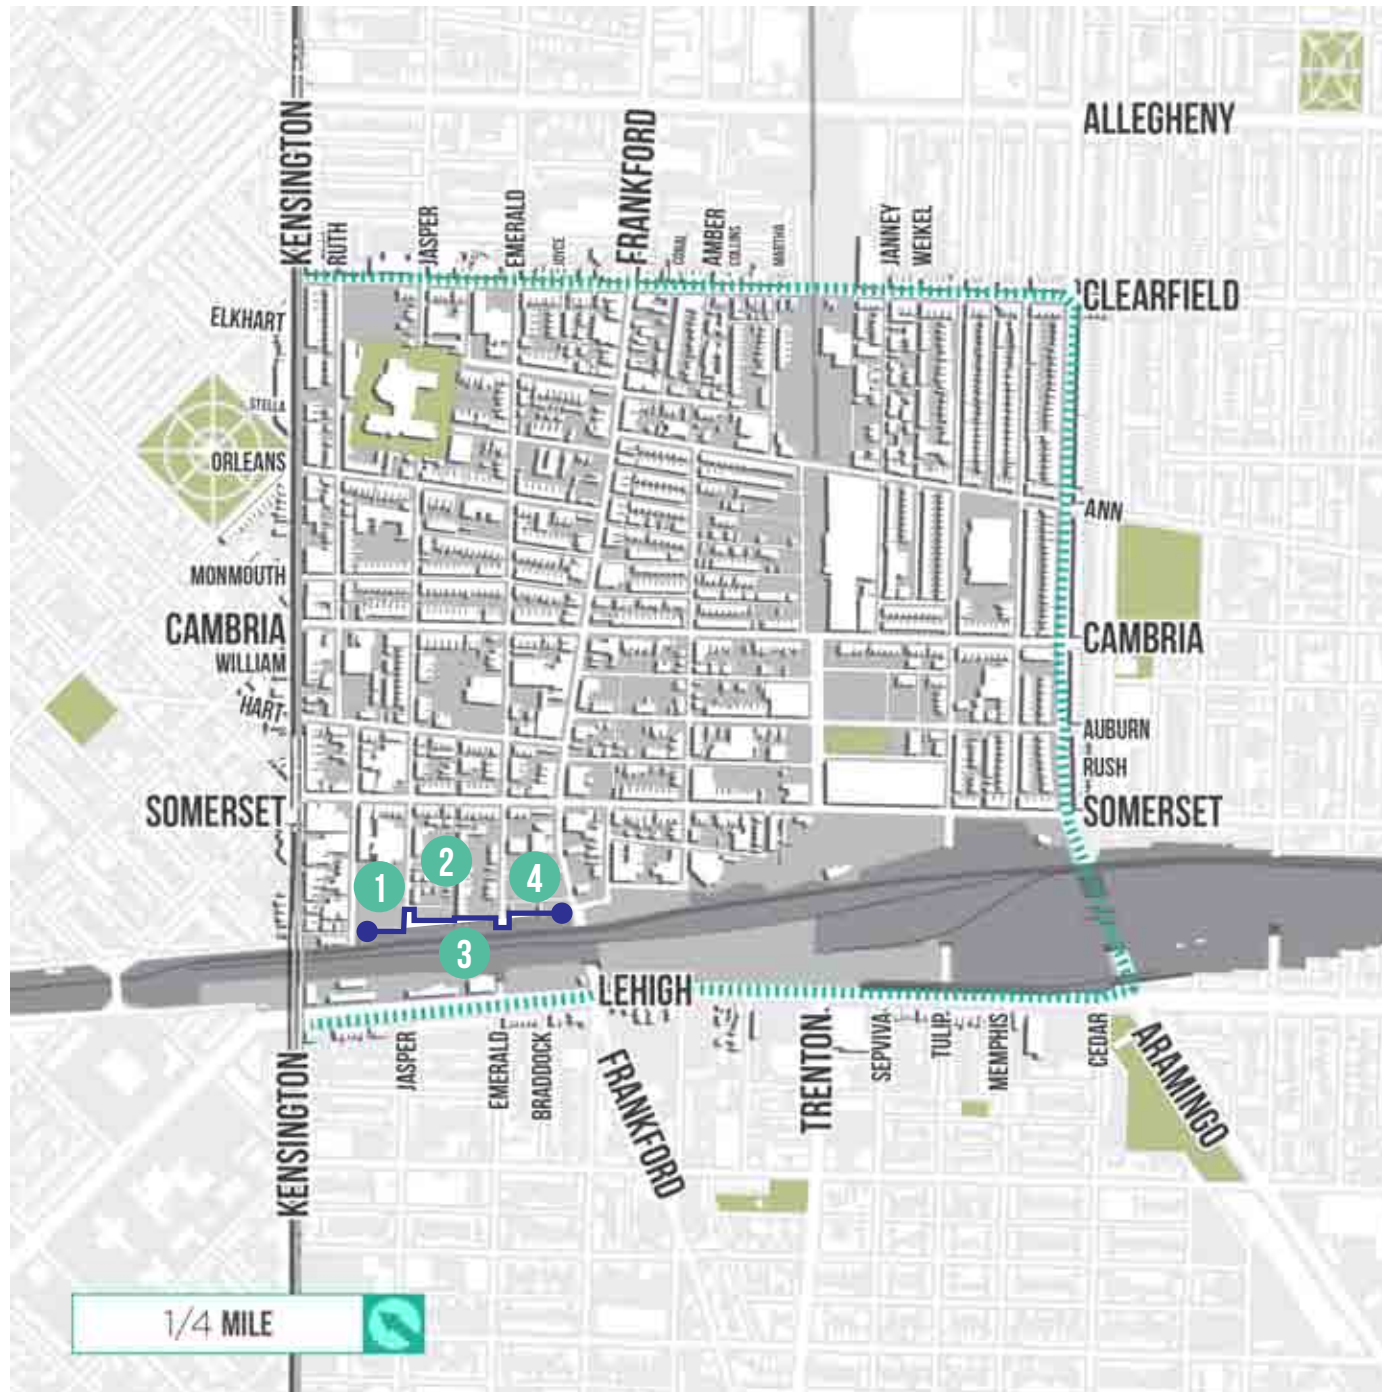 ALLEGHENY
KENSINGTON
RUTH
JASPER
EMERALD
JOYCE
FRANKFORD
CORAL
AMBER
COLLINS
MARTHA
JANNEY
WEIKEL
CLEARFIELD
ELKHART
STELLA
ORLEANS
ANN
MONMOUTH
CAMBRIA
CAMBRIA
WILLIAM
HART
AUBURN
RUSH
SOMERSET
SOMERSET
1
2
4
3
LEHIGH
JASPER
EMERALD
BRADDOCK
FRANKFORD
TRENTON
SEPVIVA
TULIP
MEMPHIS
CEDAR
ARAMINGO
KENSINGTON
1/4 MILE